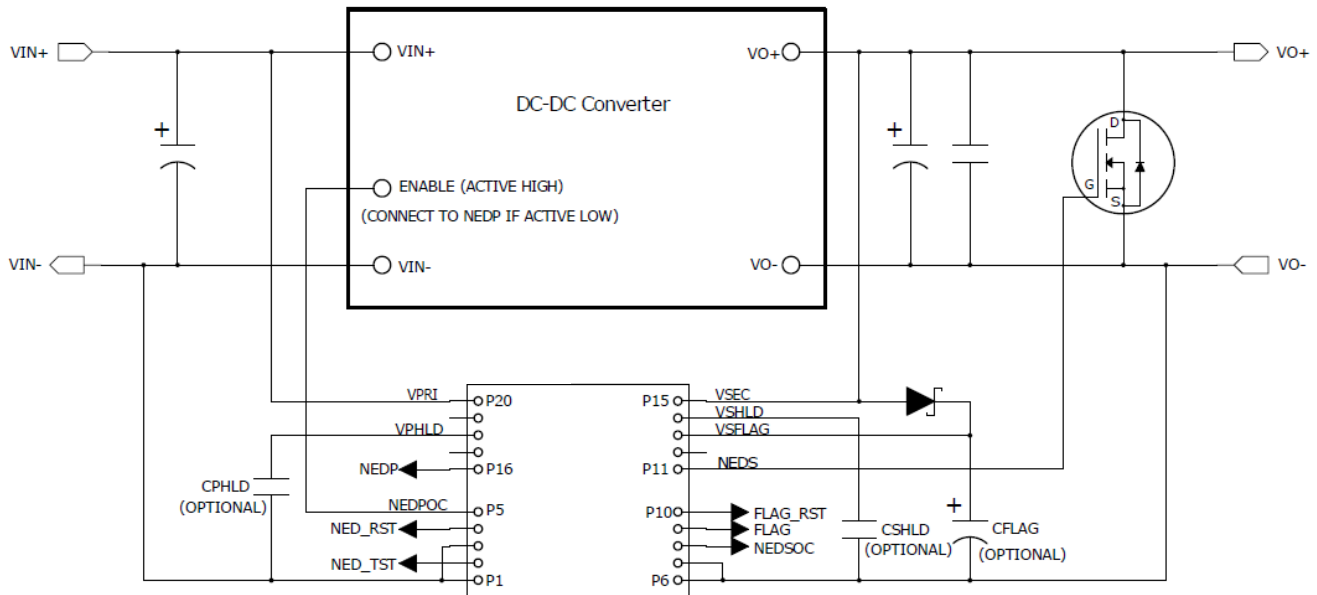 VIN+
VIN+
VO+
VO+
DC-DC Converter
+
+
D
G
S
ENABLE (ACTIVE HIGH)
(CONNECT TO NEDP IF ACTIVE LOW)
VIN-
VIN-
VO-
VO-
VPRI
P20
P15
VSEC
VSHLD
VPHLD
VSFLAG
NEDP
P16
P11
NEDS
CPHLD
(OPTIONAL)
NEDPOC
P5
P10
FLAG_RST
+
NED_RST
FLAG
CSHLD
(OPTIONAL)
CFLAG
(OPTIONAL)
NEDSOC
NED_TST
P1
P6